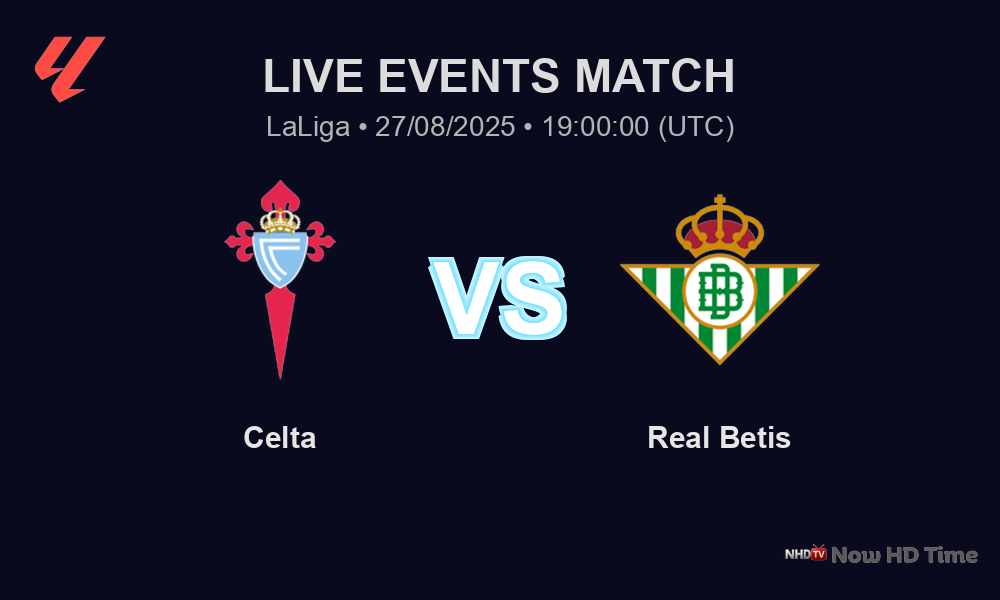 LIVE EVENTS MATCH
LaLiga • 27/08/2025 • 19:00:00 (UTC)
VS
Celta
Real Betis
NHD TV Now HD Time